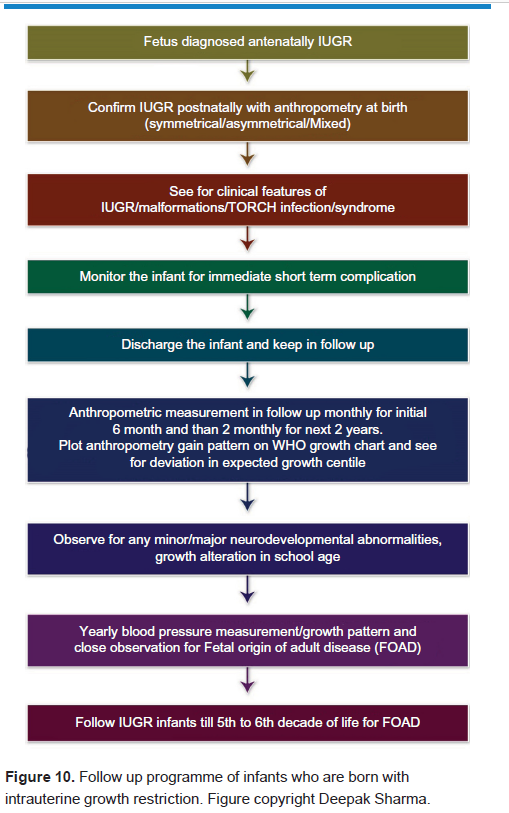 Fetus diagnosed antenatally IUGR
Confirm IUGR postnatally with anthropometry at birth
(symmetrical/asymmetrical/Mixed)
See for clinical features of
IUGR/malformations/TORCH infection/syndrome
Monitor the infant for immediate short term complication
Discharge the infant and keep in follow up
Anthropometric measurement in follow up monthly for initial
6 month and than 2 monthly for next 2 years.
Plot anthropometry gain pattern on WHO growth chart and see
for deviation in expected growth centile
Observe for any minor/major neurodevelopmental abnormalities,
growth alteration in school age
Yearly blood pressure measurement/growth pattern and
close observation for Fetal origin of adult disease (FOAD)
Follow IUGR infants till 5th to 6th decade of life for FOAD
Figure 10. Follow up programme of infants who are born with
intrauterine growth restriction. Figure copyright Deepak Sharma.